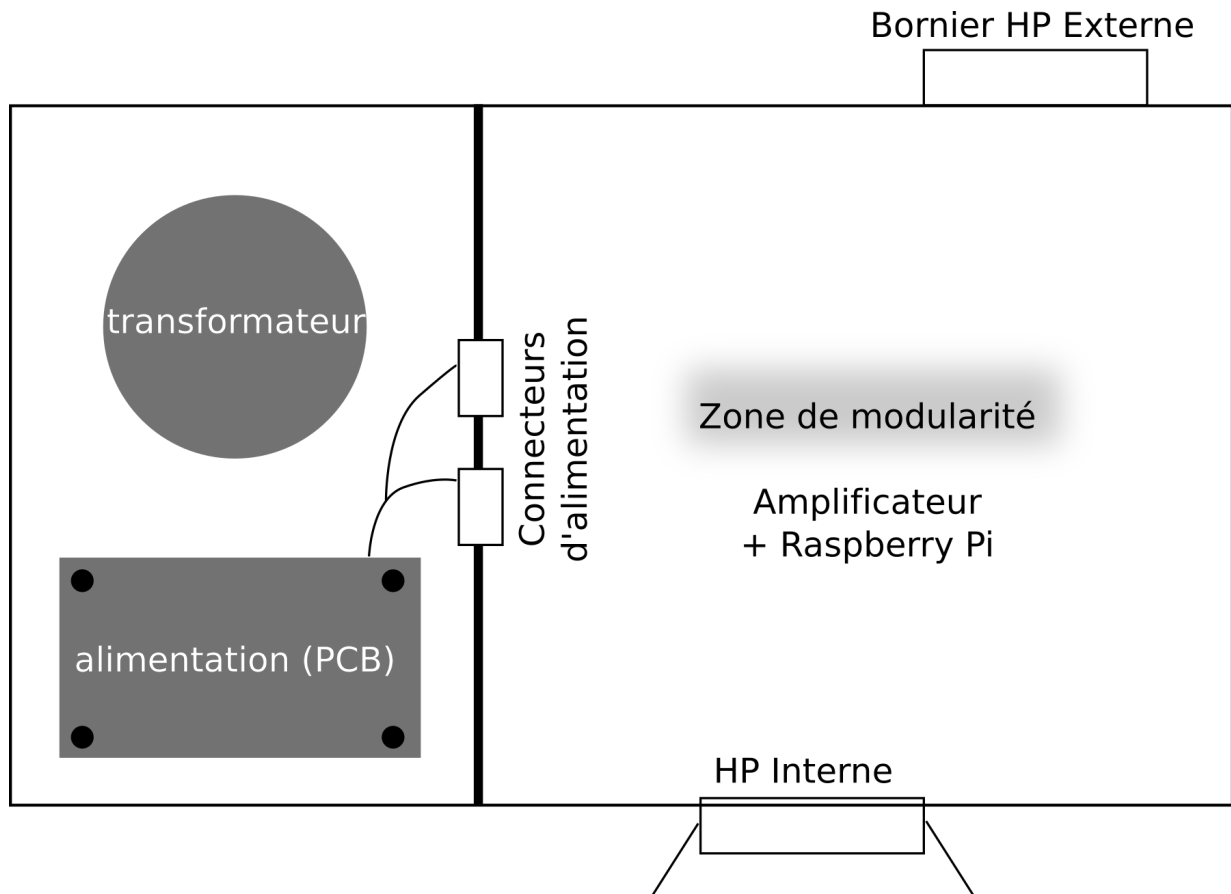 Bornier HP Externe
transformateur
Connecteurs
d'alimentation
Zone de modularité
Amplificateur
+ Raspberry Pi
alimentation (PCB)
HP Interne